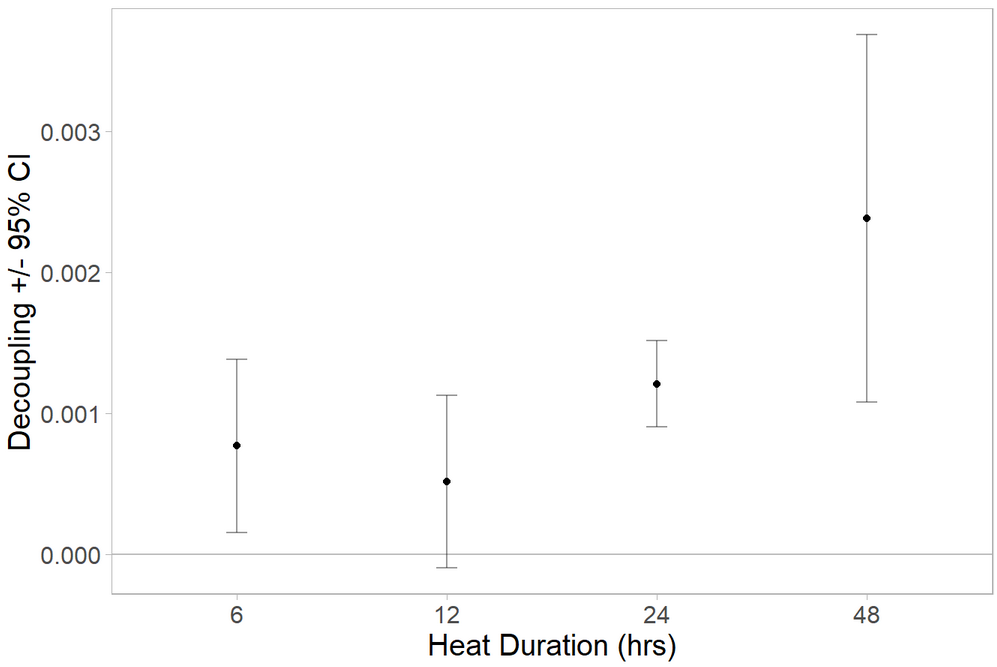 Decoupling +/- 95% CI
0.003
0.002
0.001
0.000
6 12 24 48
Heat Duration (hrs)